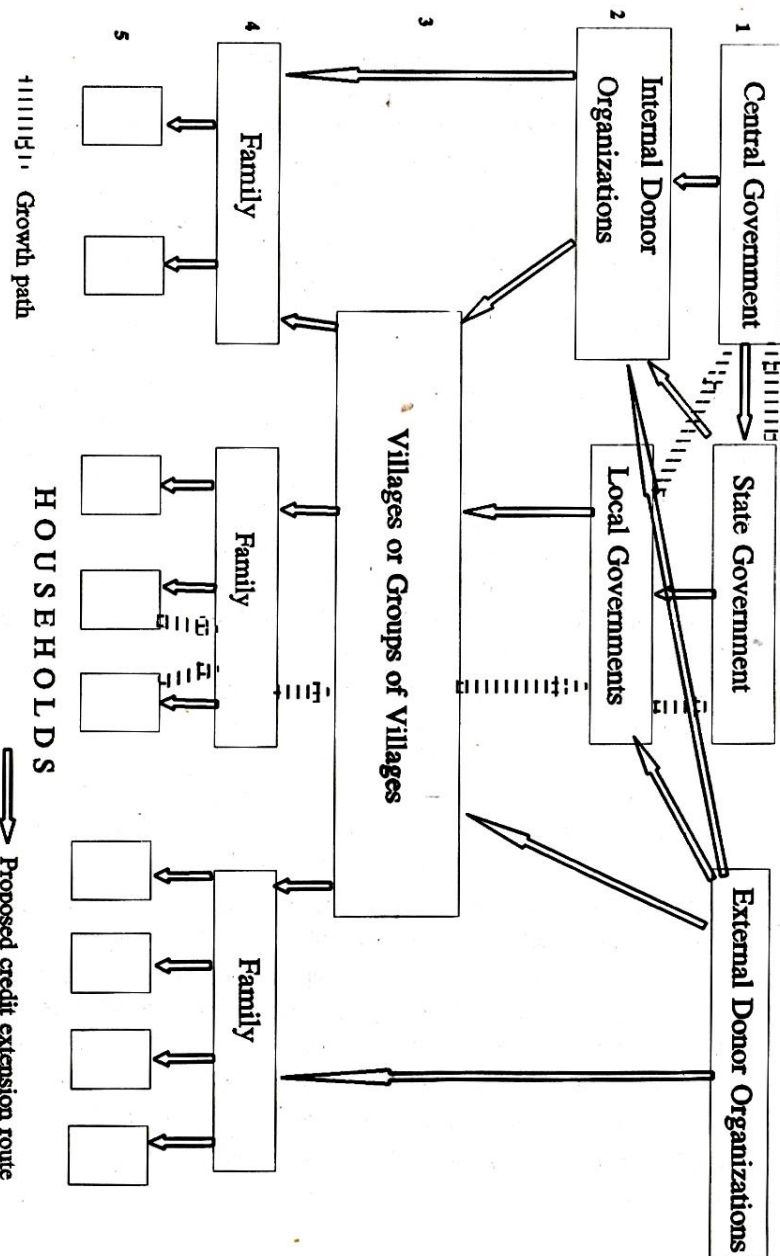 1
Central Government
State Government
External Donor Organizations
2
Internal Donor
Organizations
Local Governments
3
Villages or Groups of Villages
4
Family
Family
Family
5
HOUSEHOLDS
Growth path
Proposed credit extension route